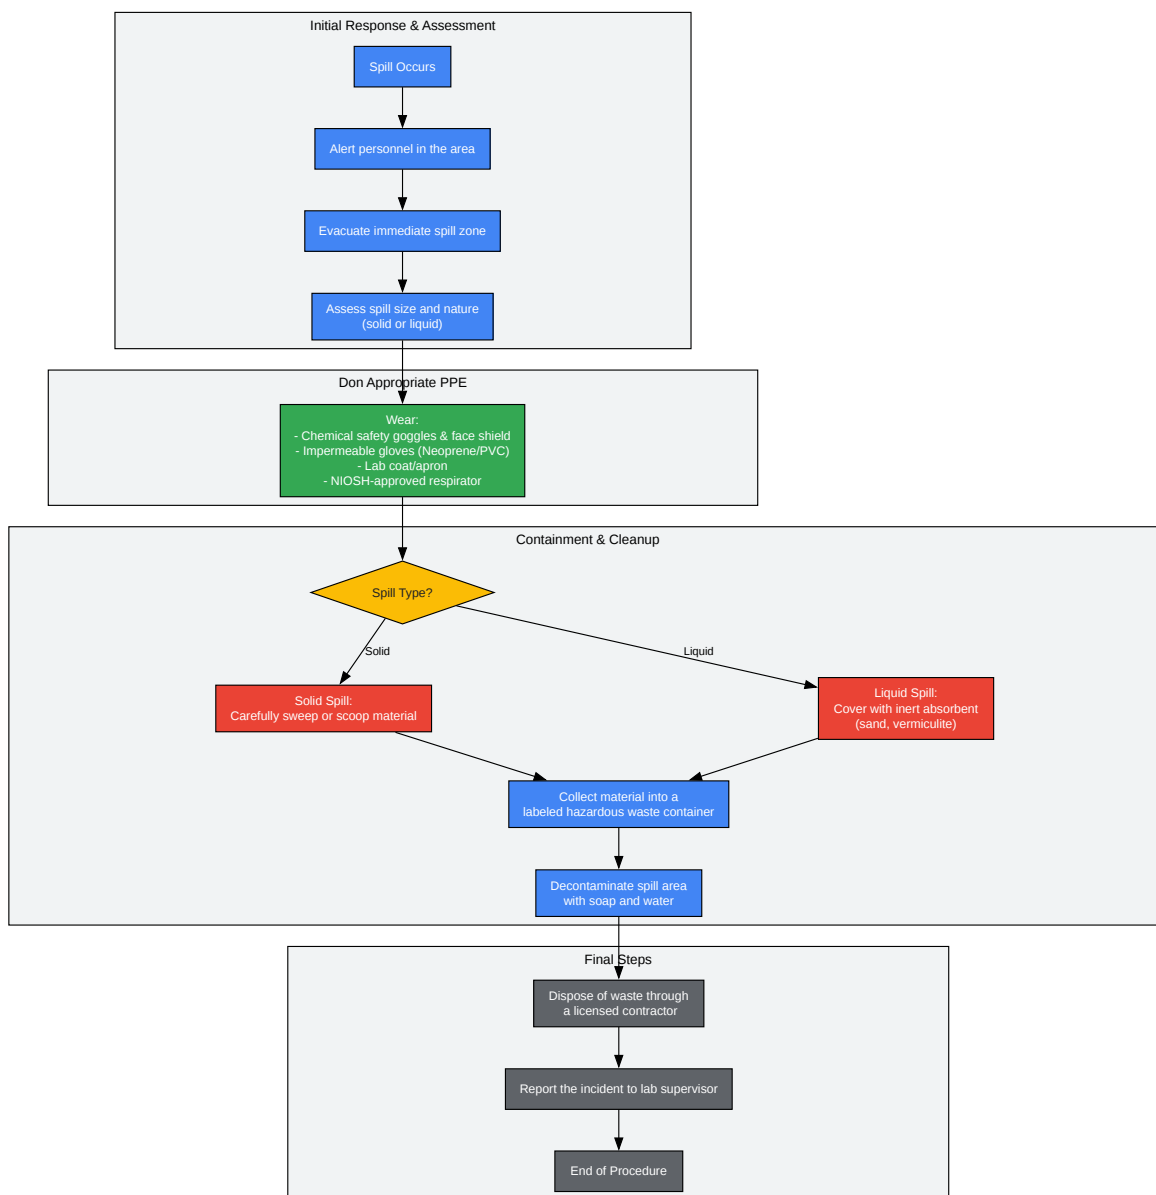 Initial Response & Assessment
Spill Occurs
Alert personnel in the area
Evacuate immediate spill zone
Assess spill size and nature
(solid or liquid)
Don Appropriate PPE
Wear:
- Chemical safety goggles & face shield
- Impermeable gloves (Neoprene/PVC)
- Lab coat/apron
- NIOSH-approved respirator
Containment & Cleanup
Spill Type?
Solid
Liquid
Solid Spill:
Carefully sweep or scoop material
Liquid Spill:
Cover with inert absorbent
(sand, vermiculite)
Collect material into a
labeled hazardous waste container
Decontaminate spill area
with soap and water
Final Steps
Dispose of waste through
a licensed contractor
Report the incident to lab supervisor
End of Procedure